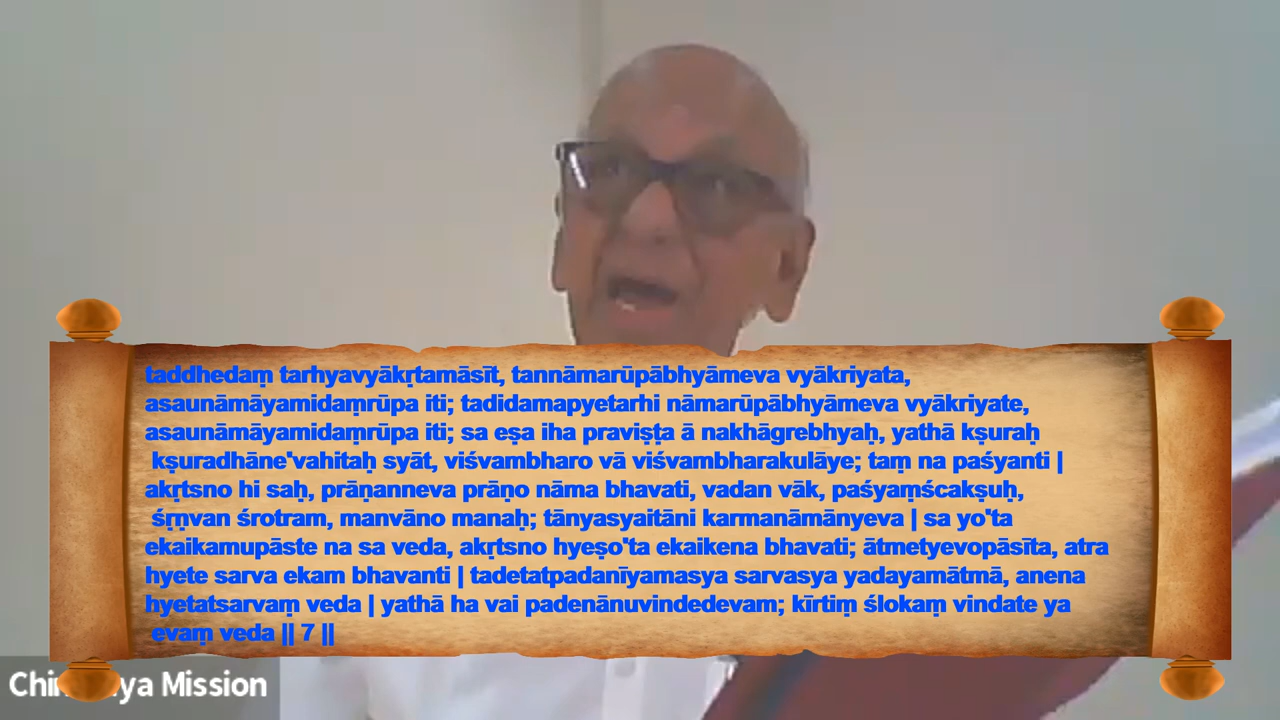 taddhedaṃ tarhyavyākṛtamāsīt, tannāmarūpābhyāmeva vyākriyata,
asaunāmāyamidaṃrūpa iti; tadidamapyetarhi nāmarūpābhyāmeva vyākriyate,
asaunāmāyamidaṃrūpa iti; sa eṣa iha praviṣṭa ā nakhāgrebhyaḥ, yathā kṣuraḥ
kṣuradhāne'vahitaḥ syāt, viśvambharo vā viśvambharakulāye; taṃ na paśyanti |
akṛtsno hi saḥ, prāṇanneva prāṇo nāma bhavati, vadan vāk, paśyaṃścakṣuḥ,
śṛṇvan śrotram, manvāno manaḥ; tānyasyaitāni karmanāmānyeva | sa yo'ta
ekaikamupāste na sa veda, akṛtsno hyeṣo'ta ekaikena bhavati; ātmetyevopāsīta, atra
hyete sarva ekam bhavanti | tadetatpadanīyamasya sarvasya yadayamātmā, anena
hyetatsarvaṃ veda | yathā ha vai padenānuvindedevam; kīrtiṃ ślokaṃ vindate ya
evaṃ veda || 7 ||
Mission